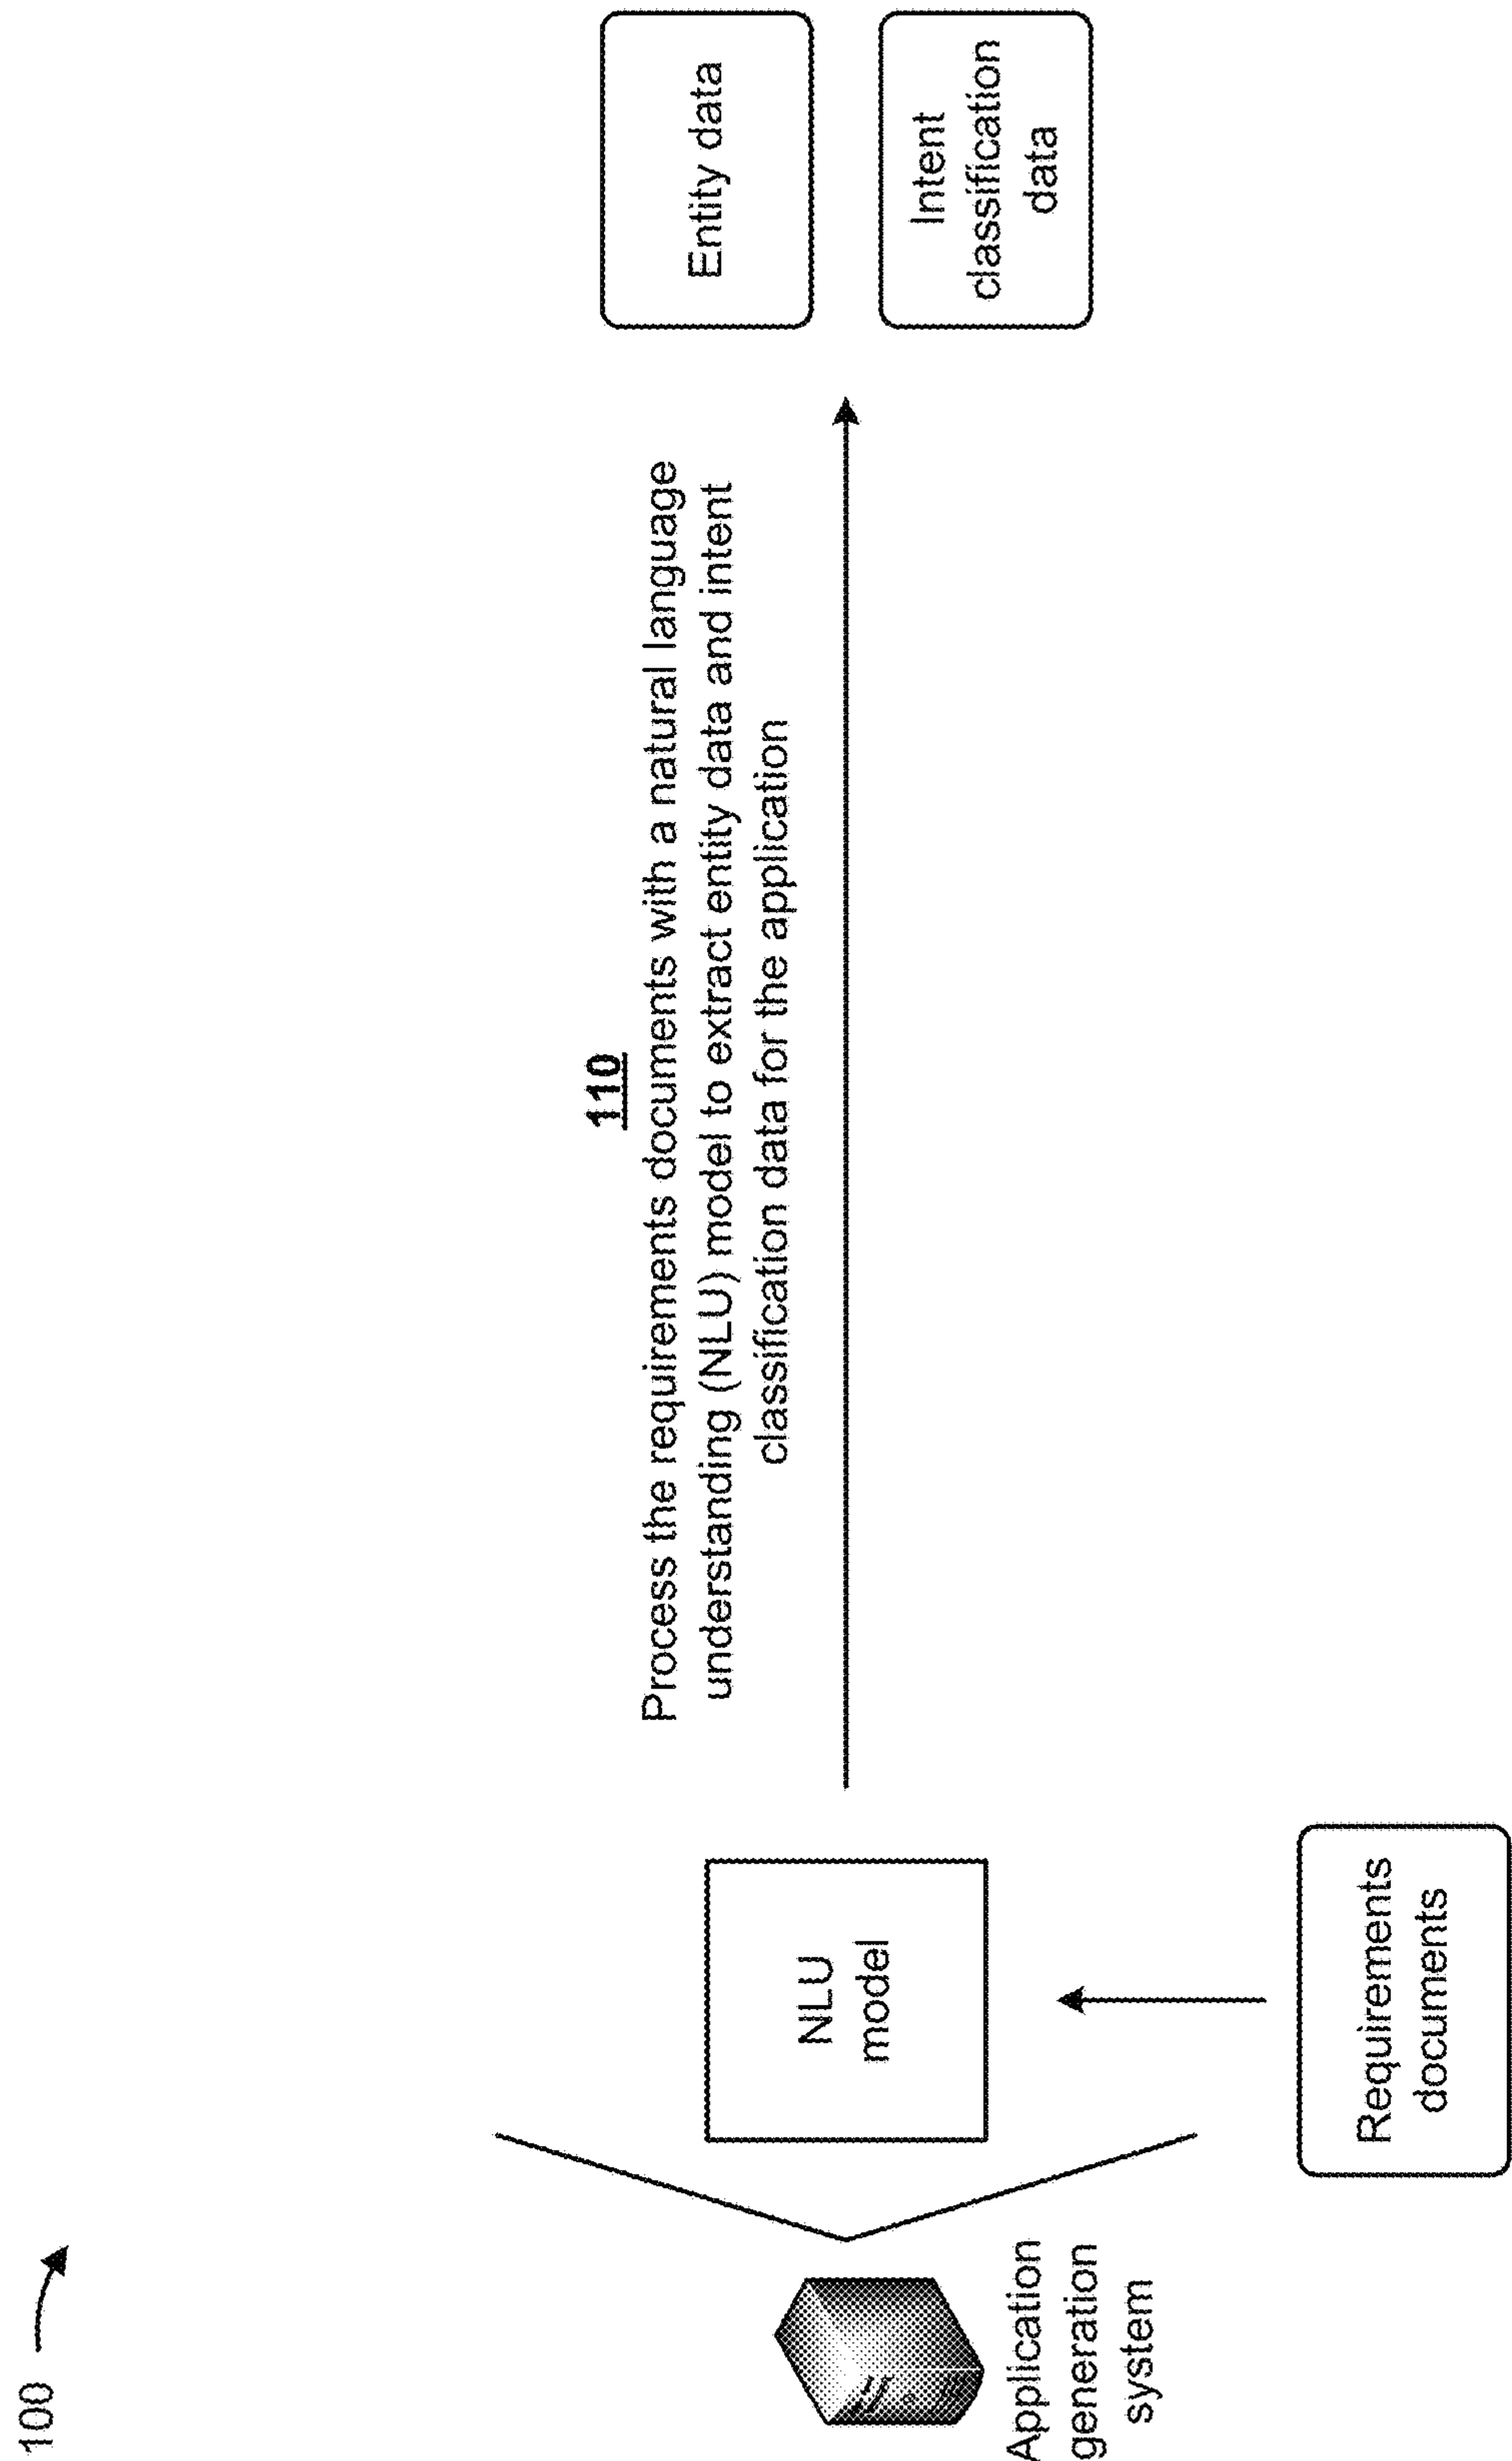 100
110
Process the requirements documents with a natural language
understanding (NLU) model to extract entity data and intent
classification data for the application
Entity data
Intent
classification
data
NLU
model
Application
generation
system
Requirements
documents